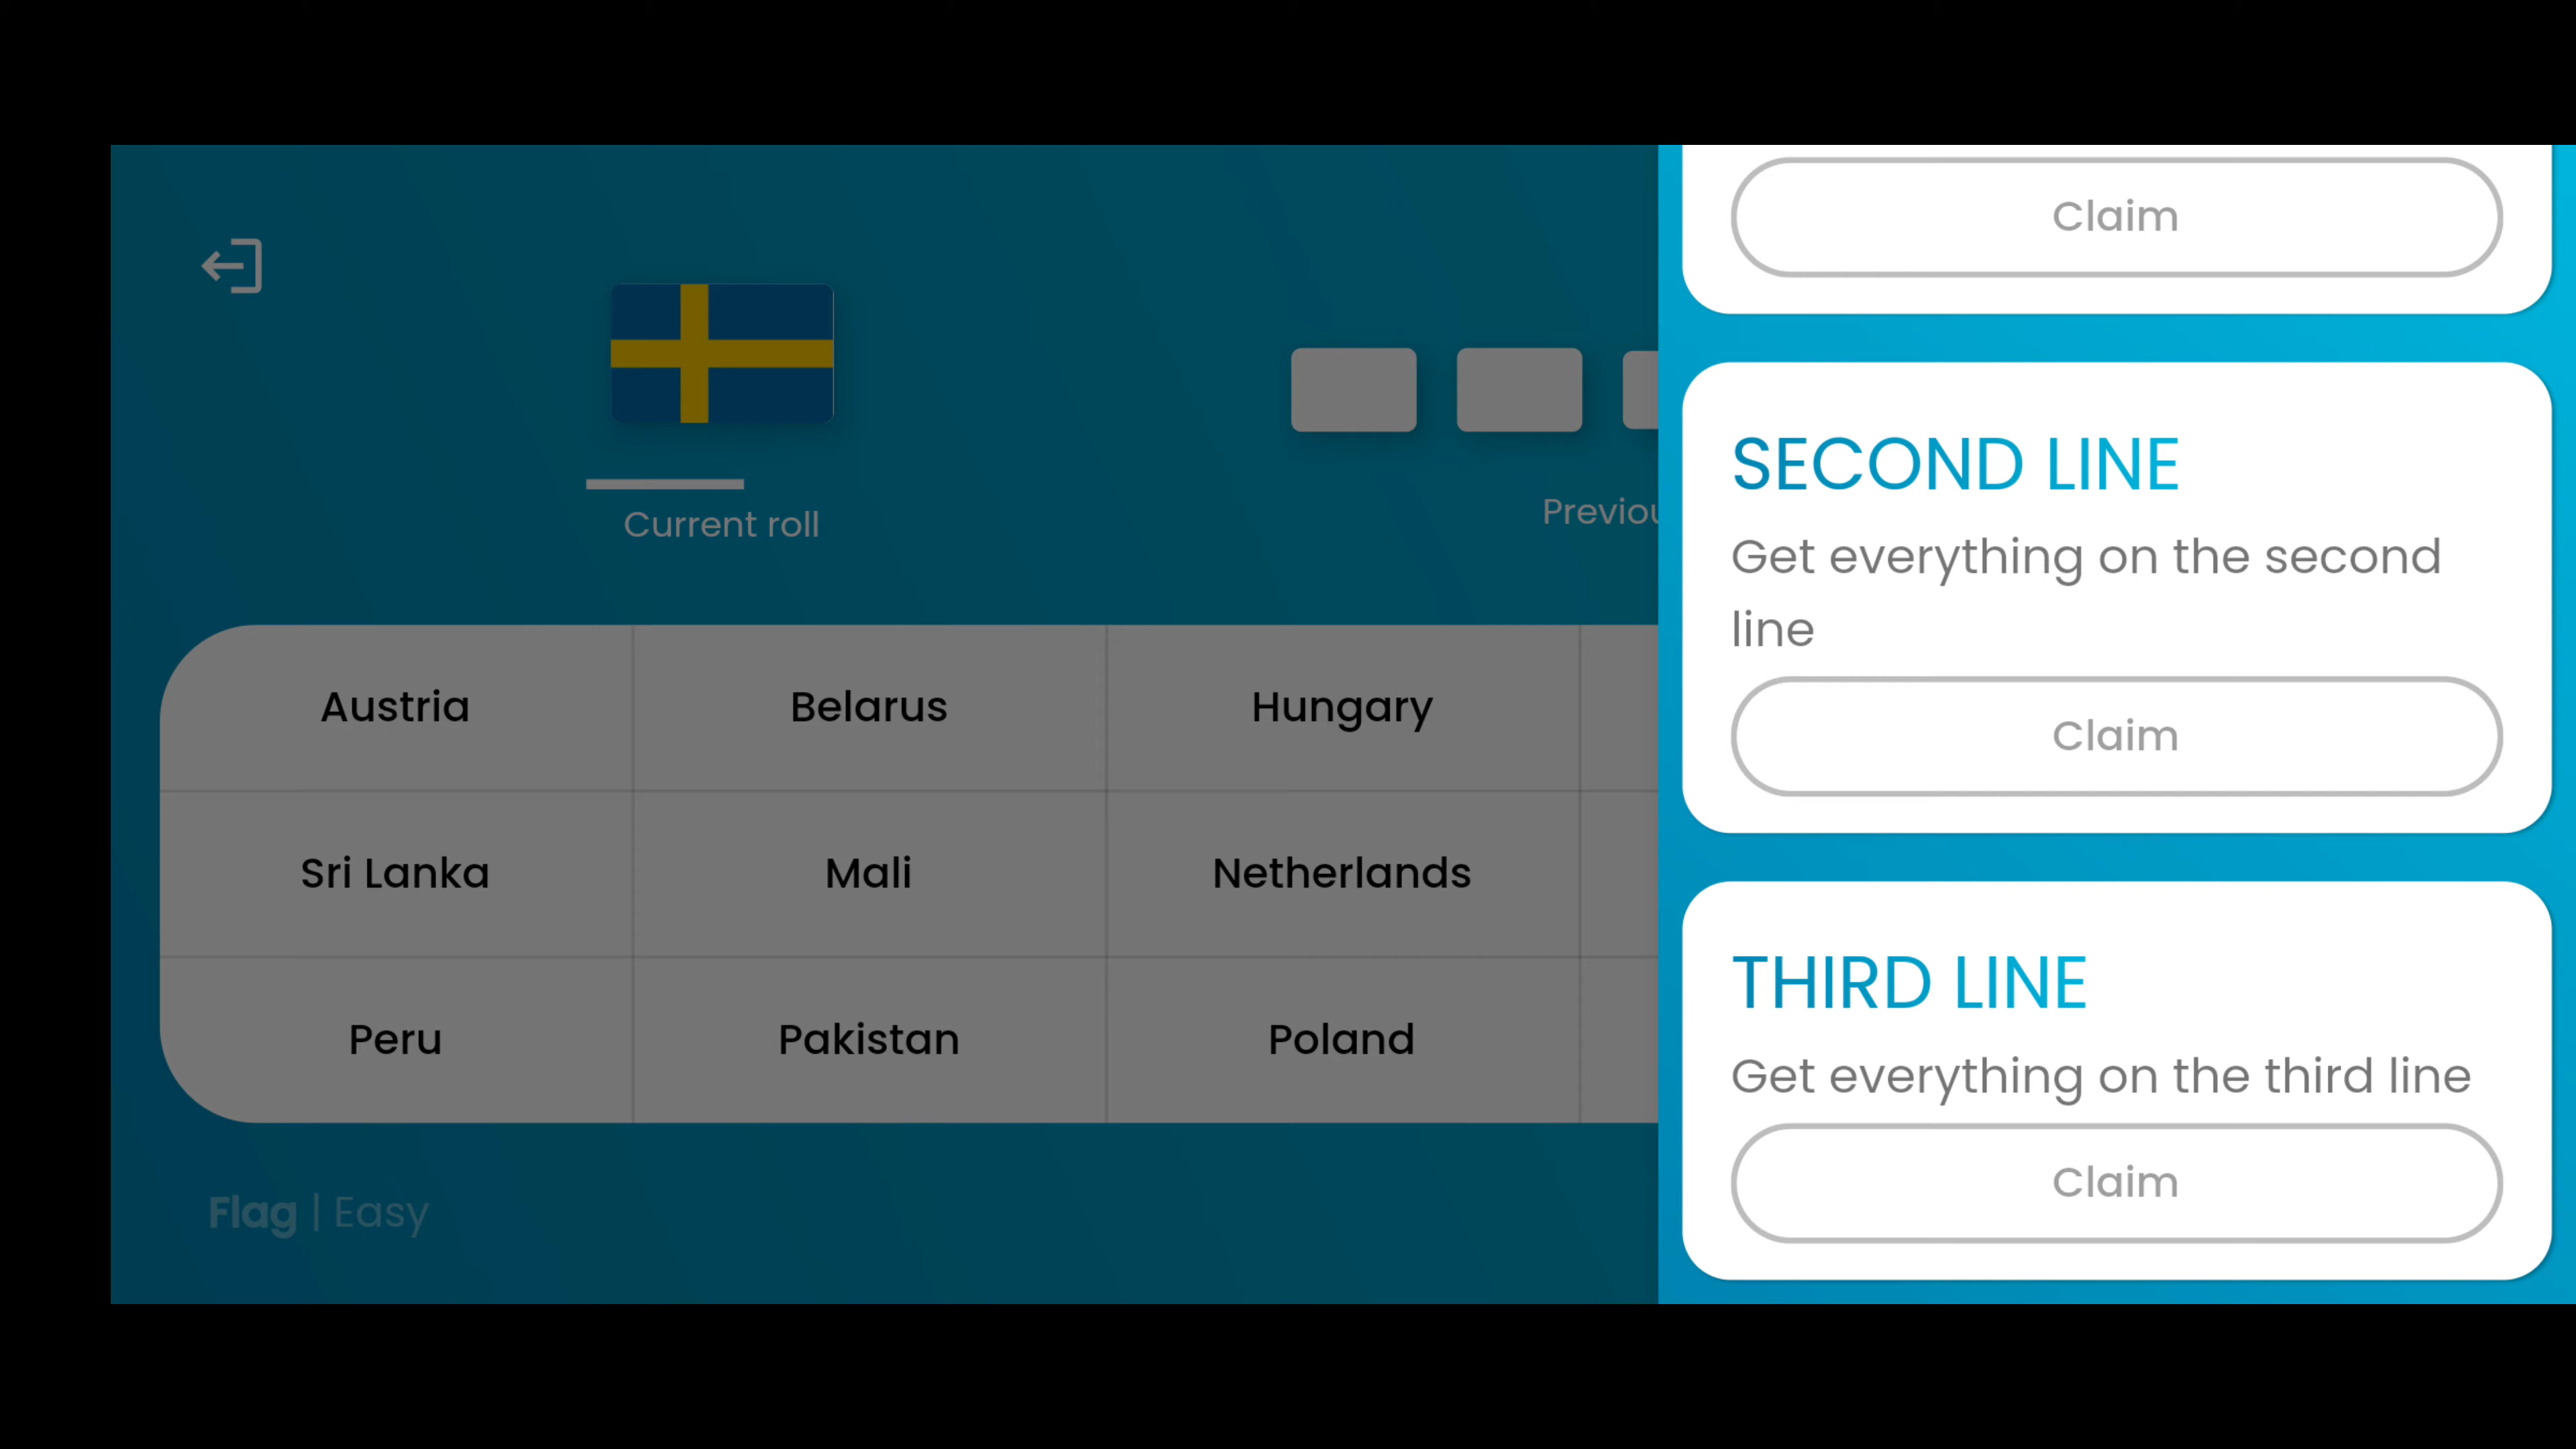 Current roll
Previou
Austria
Belarus
Hungary
Sri Lanka
Mali
Netherlands
Peru
Pakistan
Poland
Flag | Easy
Claim
SECOND LINE
Get everything on the second
line
Claim
THIRD LINE
Get everything on the third line
Claim